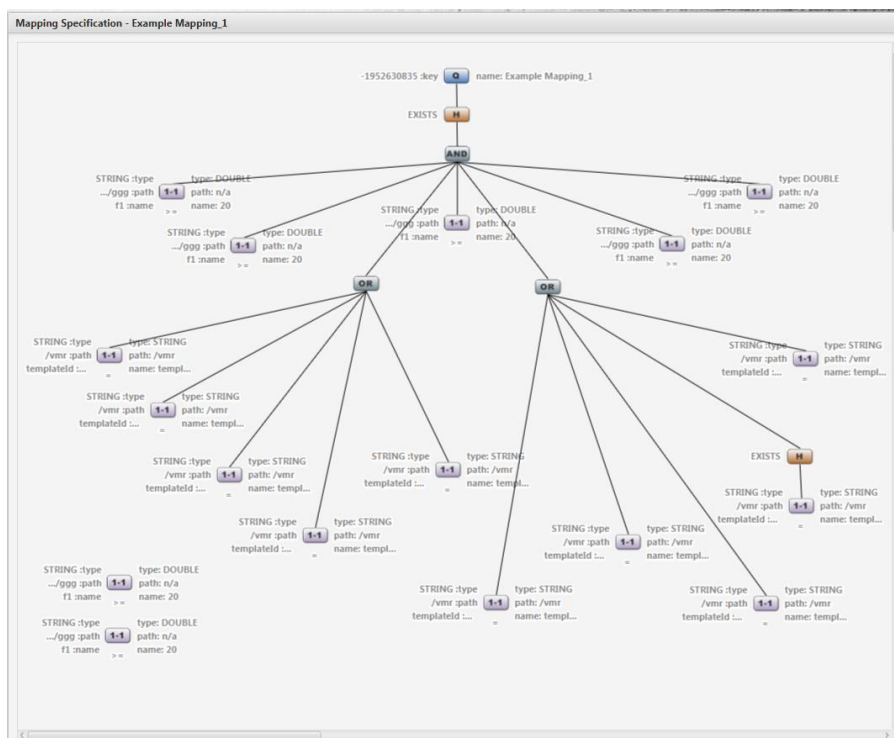 Mapping Specification - Example Mapping_1
-1952630835 :key Q name: Example Mapping_1
EXISTS H
AND
STRING :type type: DOUBLE
.../ggg :path 1-1 path: n/a
f1 :name >= name: 20
STRING :type type: DOUBLE
.../ggg :path 1-1 path: n/a
f1 :name >= name: 20
STRING :type type: DOUBLE
.../ggg :path 1-1 path: n/a
f1 :name >= name: 20
STRING :type type: DOUBLE
.../ggg :path 1-1 path: n/a
f1 :name >= name: 20
STRING :type type: DOUBLE
.../ggg :path 1-1 path: n/a
f1 :name >= name: 20
OR
OR
STRING :type type: STRING
/vmr :path 1-1 path: /vmr
templateId :... = name: templ...
STRING :type type: STRING
/vmr :path 1-1 path: /vmr
templateId :... = name: templ...
STRING :type type: STRING
/vmr :path 1-1 path: /vmr
templateId :... = name: templ...
STRING :type type: STRING
/vmr :path 1-1 path: /vmr
templateId :... = name: templ...
STRING :type type: STRING
/vmr :path 1-1 path: /vmr
templateId :... = name: templ...
EXISTS H
STRING :type type: STRING
/vmr :path 1-1 path: /vmr
templateId :... = name: templ...
STRING :type type: STRING
/vmr :path 1-1 path: /vmr
templateId :... = name: templ...
STRING :type type: STRING
/vmr :path 1-1 path: /vmr
templateId :... = name: templ...
STRING :type type: DOUBLE
.../ggg :path 1-1 path: n/a
f1 :name >= name: 20
STRING :type type: STRING
/vmr :path 1-1 path: /vmr
templateId :... = name: templ...
STRING :type type: STRING
/vmr :path 1-1 path: /vmr
templateId :... = name: templ...
STRING :type type: DOUBLE
.../ggg :path 1-1 path: n/a
f1 :name >= name: 20